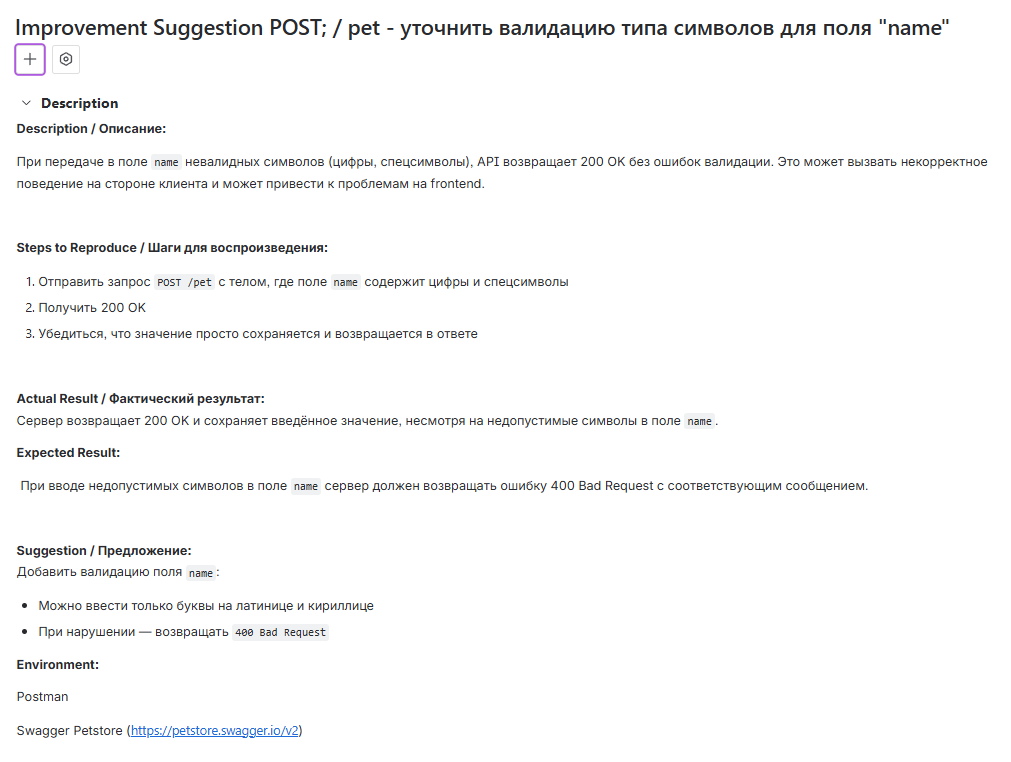 Improvement Suggestion POST; / pet - уточнить валидацию типа символов для поля "name"
Description
Description / Описание:
При передаче в поле name невалидных символов (цифры, спецсимволы), API возвращает 200 OK без ошибок валидации. Это может вызвать некорректное
поведение на стороне клиента и может привести к проблемам на frontend.
Steps to Reproduce / Шаги для воспроизведения:
1. Отправить запрос POST /pet с телом, где поле name содержит цифры и спецсимволы
2. Получить 200 OK
3. Убедиться, что значение просто сохраняется и возвращается в ответе
Actual Result / Фактический результат:
Сервер возвращает 200 OK и сохраняет введённое значение, несмотря на недопустимые символы в поле name.
Expected Result:
При вводе недопустимых символов в поле name сервер должен возвращать ошибку 400 Bad Request с соответствующим сообщением.
Suggestion / Предложение:
Добавить валидацию поля name:
• Можно ввести только буквы на латинице и кириллице
• При нарушении — возвращать 400 Bad Request
Environment:
Postman
Swagger Petstore (https://petstore.swagger.io/v2)